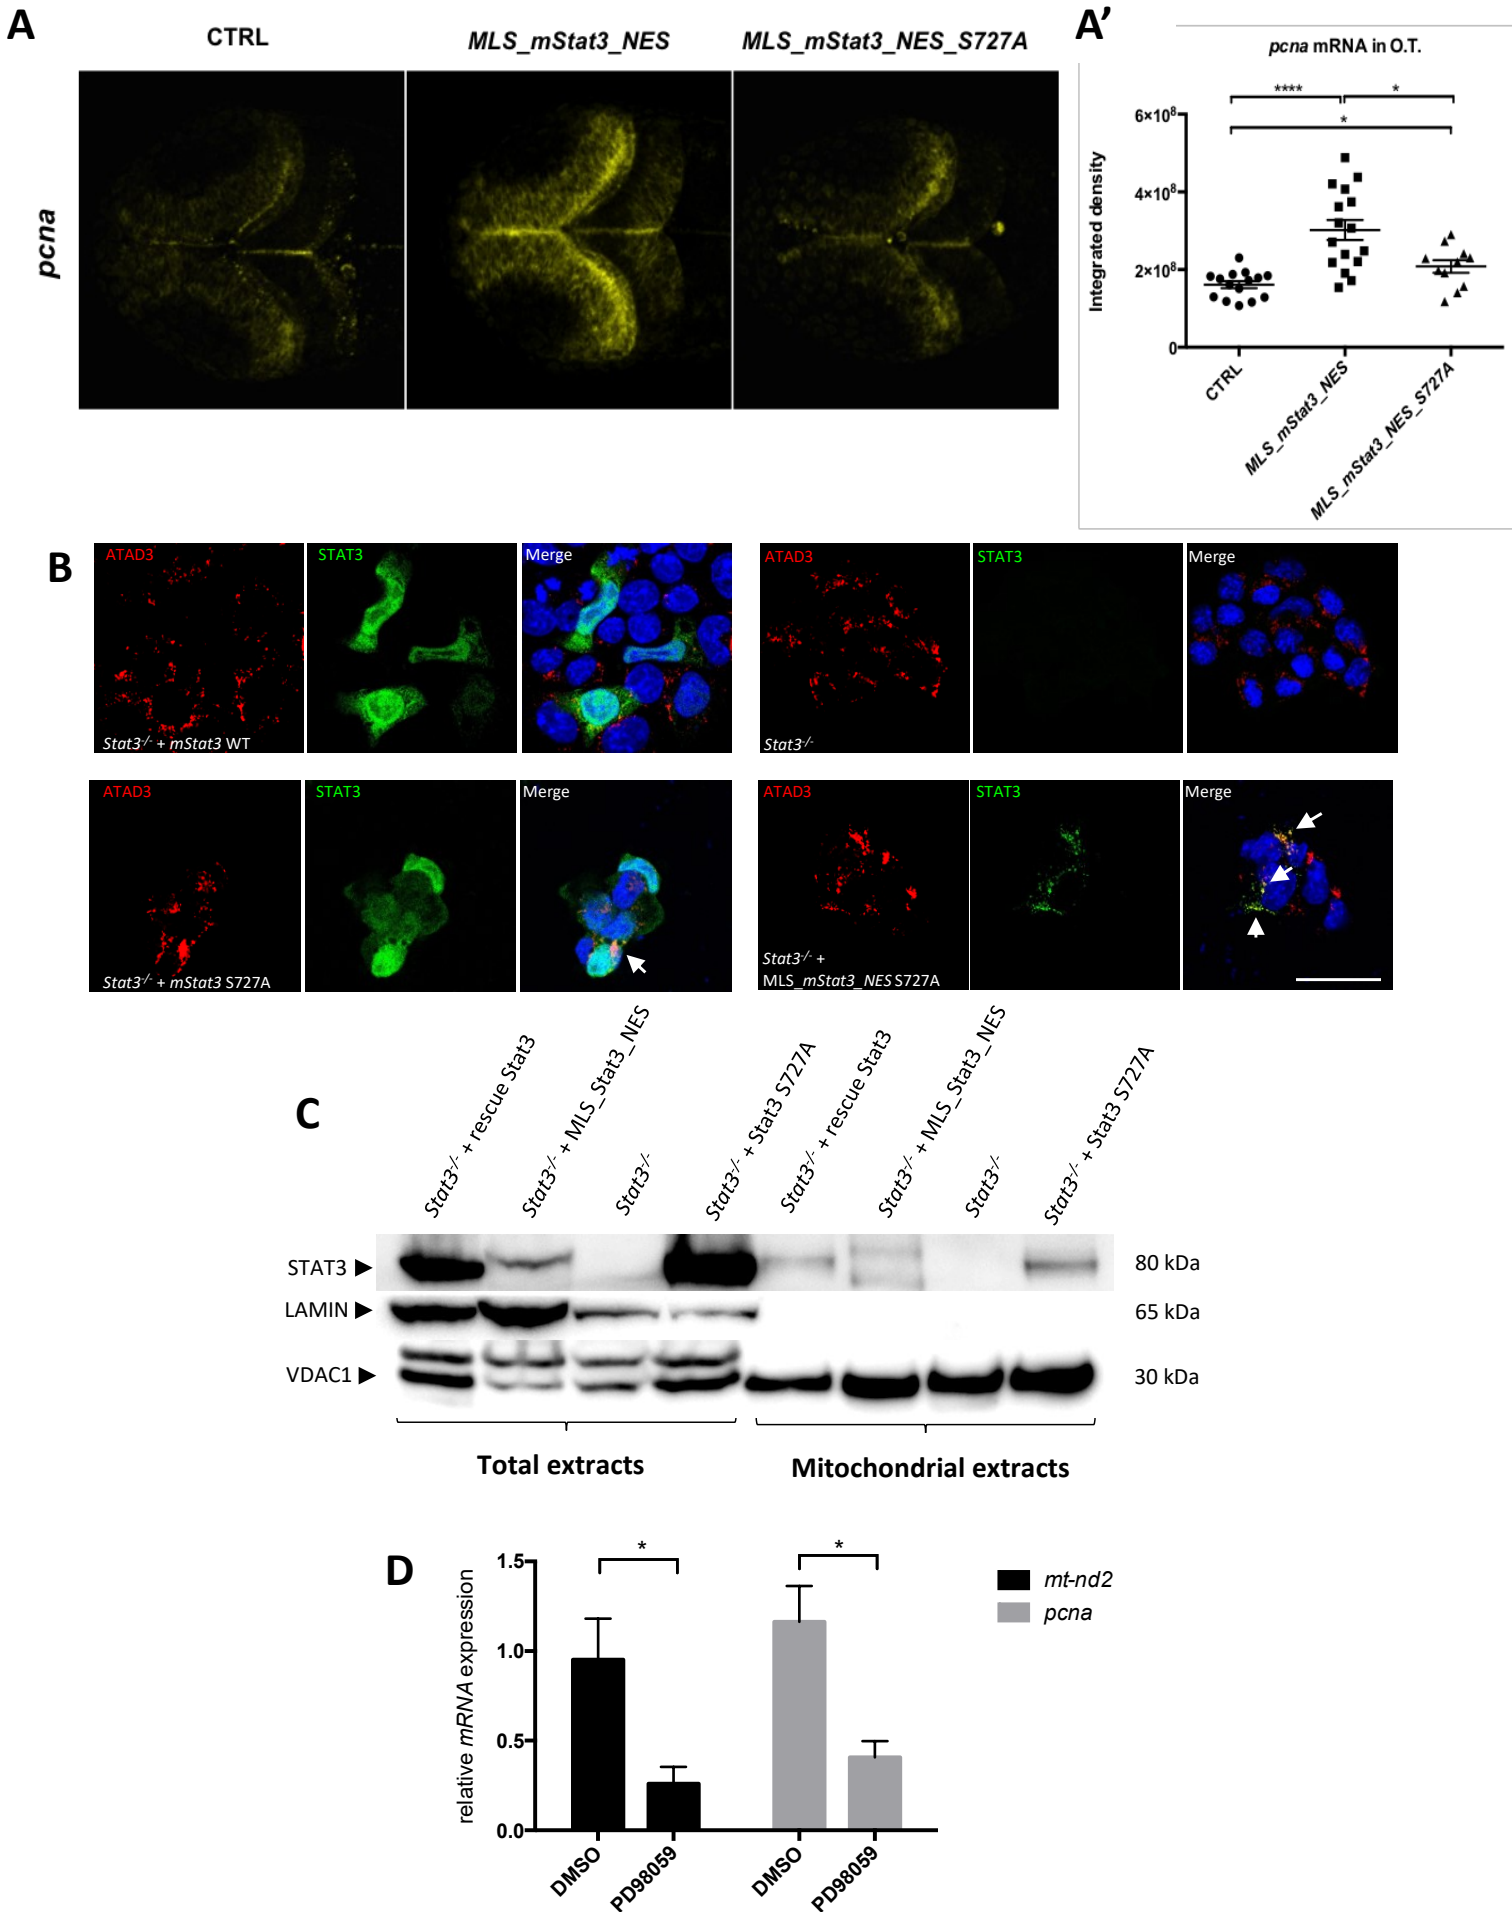 A
CTRL
MLS_mStat3_NES
MLS_mStat3_NES_S727A
pcna
A'
pcna mRNA in O.T.
****
*
*
Integrated density
6×10⁸
4×10⁸
2×10⁸
0
CTRL
MLS_mStat3_NES
MLS_mStat3_NES_S727A
B
ATAD3
STAT3
Merge
Stat3-/- + mStat3 WT
ATAD3
STAT3
Merge
Stat3-/-
ATAD3
STAT3
Merge
Stat3-/- + mStat3 S727A
ATAD3
STAT3
Merge
Stat3-/- +
MLS_mStat3_NES S727A
C
Stat3-/- + rescue Stat3
Stat3-/- + MLS_Stat3_NES
Stat3-/-
Stat3-/- + Stat3 S727A
Stat3-/- + rescue Stat3
Stat3-/- + MLS_Stat3_NES
Stat3-/-
Stat3-/- + Stat3 S727A
STAT3
80 kDa
LAMIN
65 kDa
VDAC1
30 kDa
Total extracts
Mitochondrial extracts
D
relative mRNA expression
1.5
1.0
0.5
0.0
*
*
mt-nd2
pcna
DMSO
PD98059
DMSO
PD98059